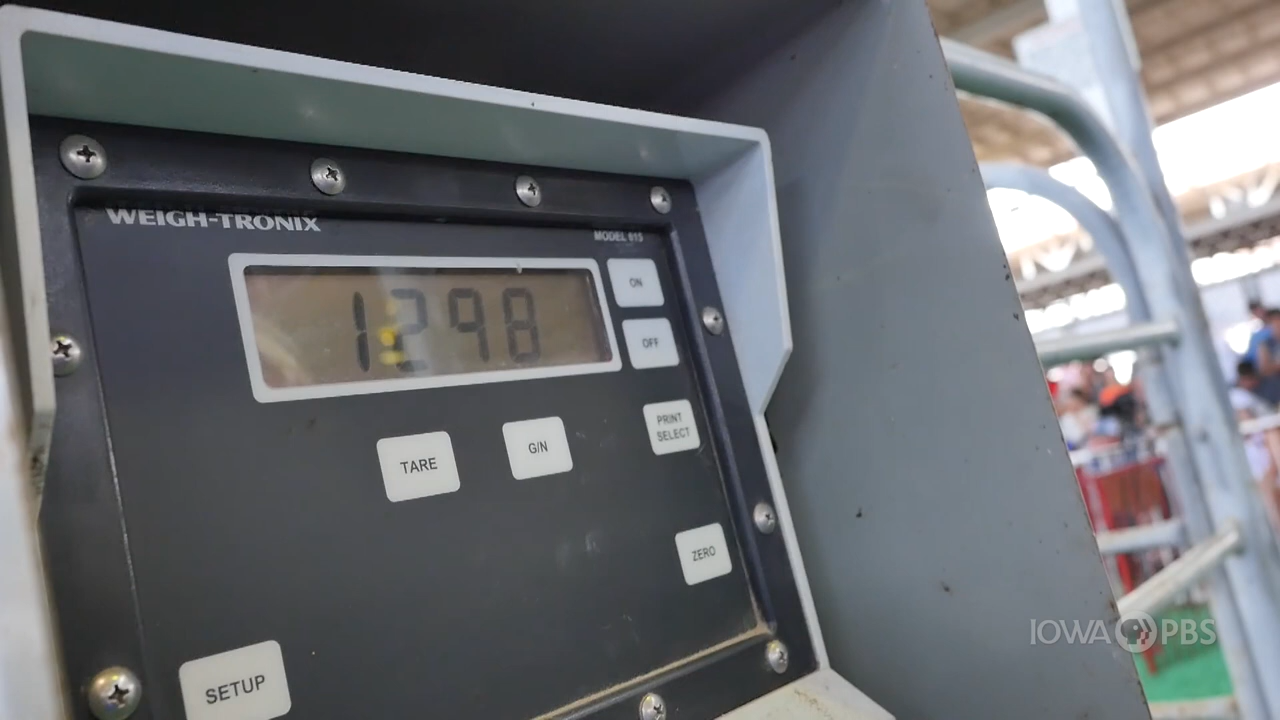 WEIGH-TRONIX
MODEL 615
1298
ON
OFF
PRINT
SELECT
TARE
G/N
ZERO
SETUP
IOWA PBS